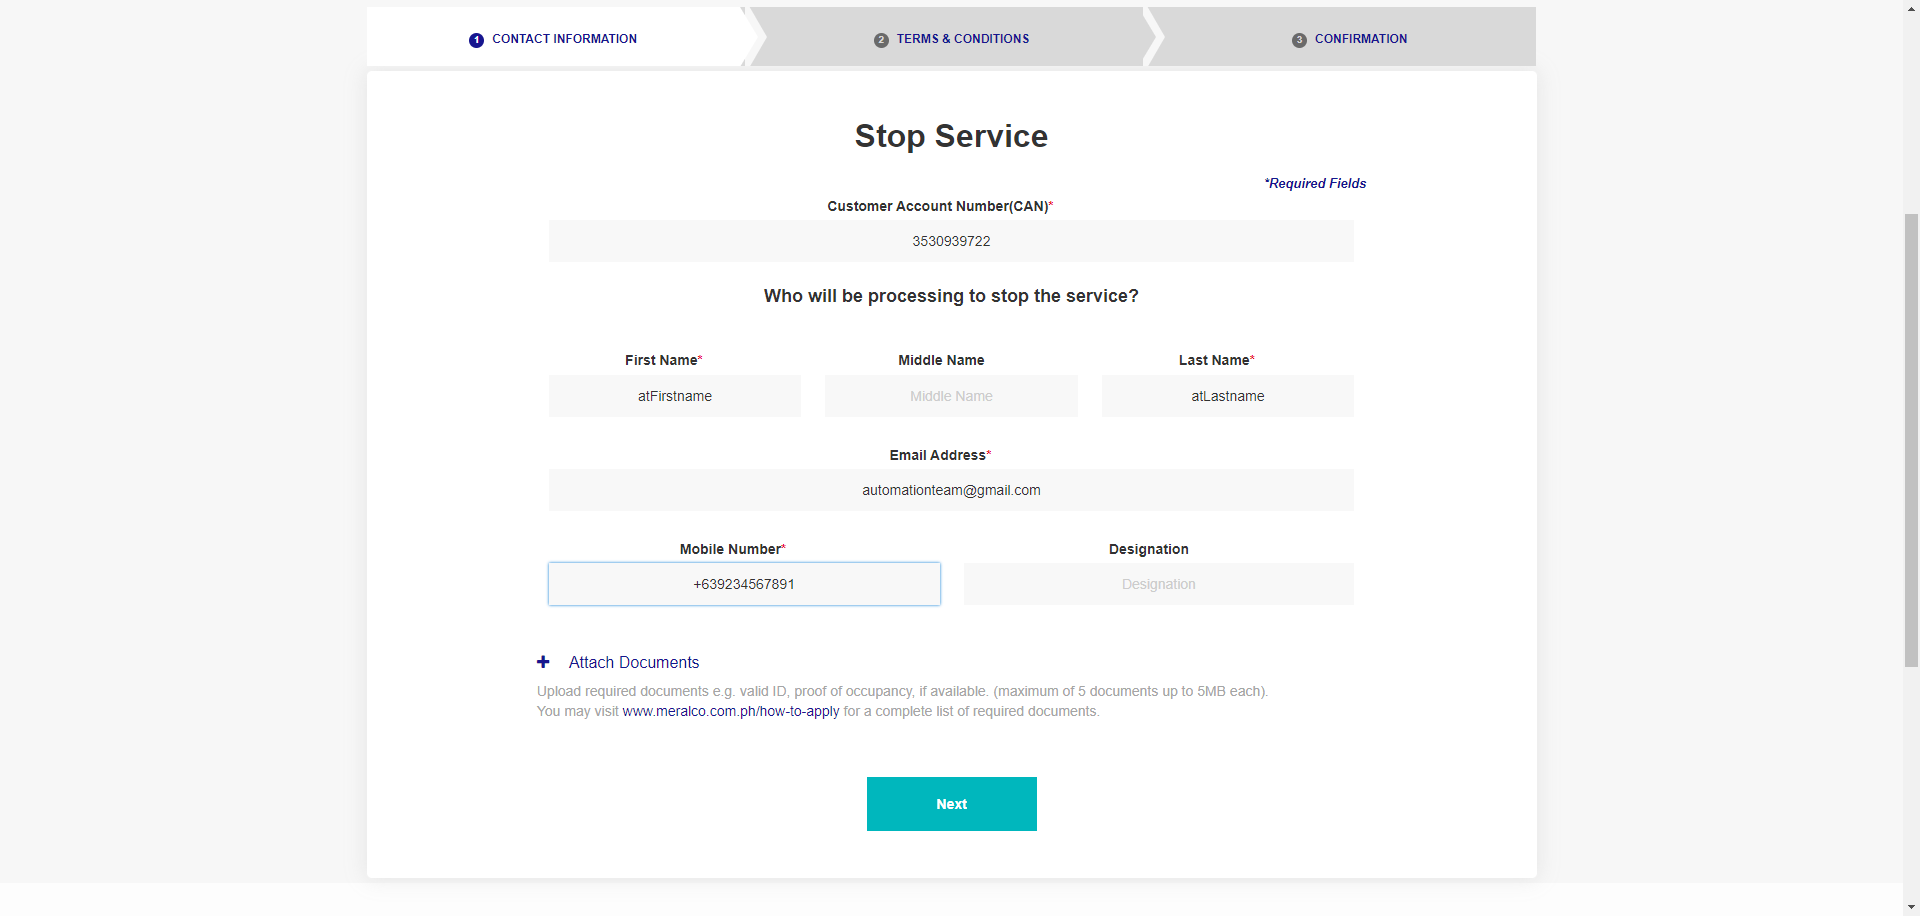 1 CONTACT INFORMATION
2 TERMS & CONDITIONS
3 CONFIRMATION
Stop Service
*Required Fields
Customer Account Number(CAN)*
3530939722
Who will be processing to stop the service?
First Name* Middle Name Last Name*
atFirstname Middle Name atLastname
Email Address*
automationteam@gmail.com
Mobile Number* Designation
+639234567891 Designation
+ Attach Documents
Upload required documents e.g. valid ID, proof of occupancy, if available. (maximum of 5 documents up to 5MB each).
You may visit www.meralco.com.ph/how-to-apply for a complete list of required documents.
Next